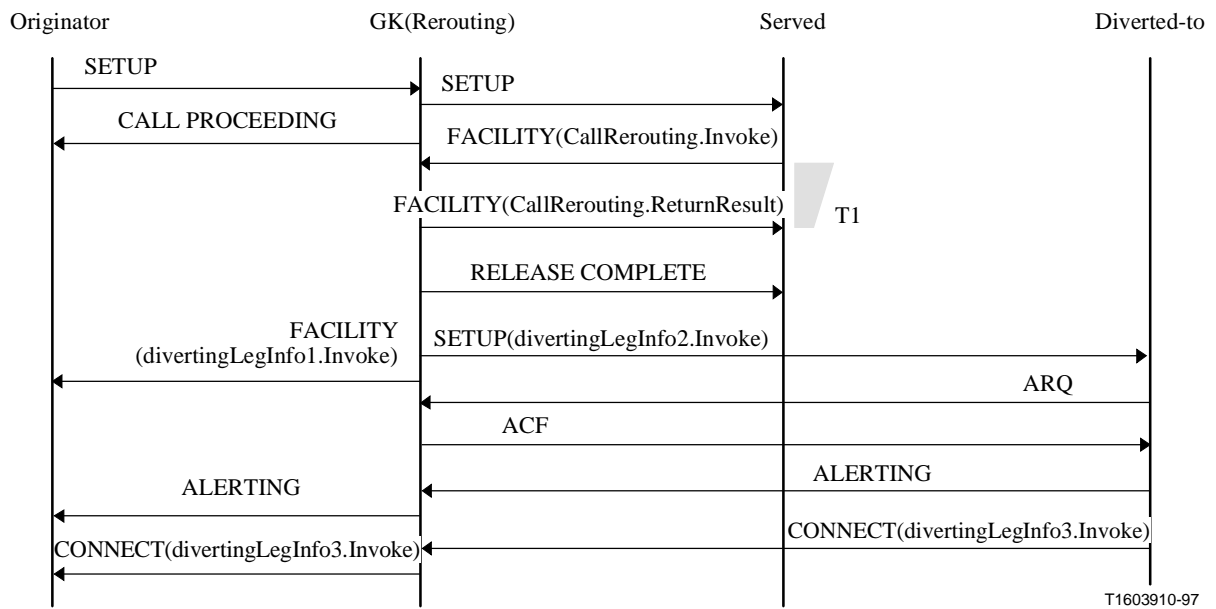 Originator GK(Rerouting) Served Diverted-to
SETUP
SETUP
CALL PROCEEDING
FACILITY(CallRerouting.Invoke)
FACILITY(CallRerouting.ReturnResult)
T1
RELEASE COMPLETE
FACILITY
(divertingLegInfo1.Invoke)
SETUP(divertingLegInfo2.Invoke)
ARQ
ACF
ALERTING
ALERTING
CONNECT(divertingLegInfo3.Invoke)
CONNECT(divertingLegInfo3.Invoke)
T1603910-97